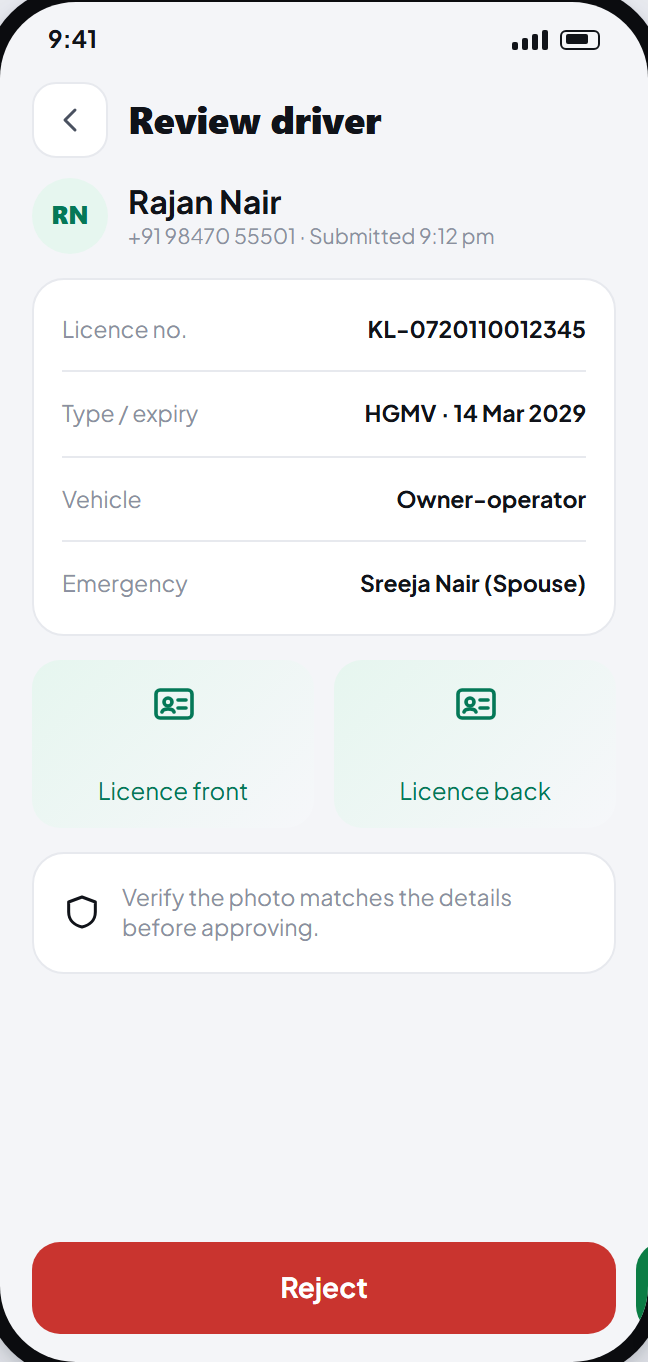 9:41
Review driver
RN
Rajan Nair
+91 98470 55501 · Submitted 9:12 pm
Licence no. KL-0720110012345
Type / expiry HGMV · 14 Mar 2029
Vehicle Owner-operator
Emergency Sreeja Nair (Spouse)
Licence front Licence back
Verify the photo matches the details
before approving.
Reject